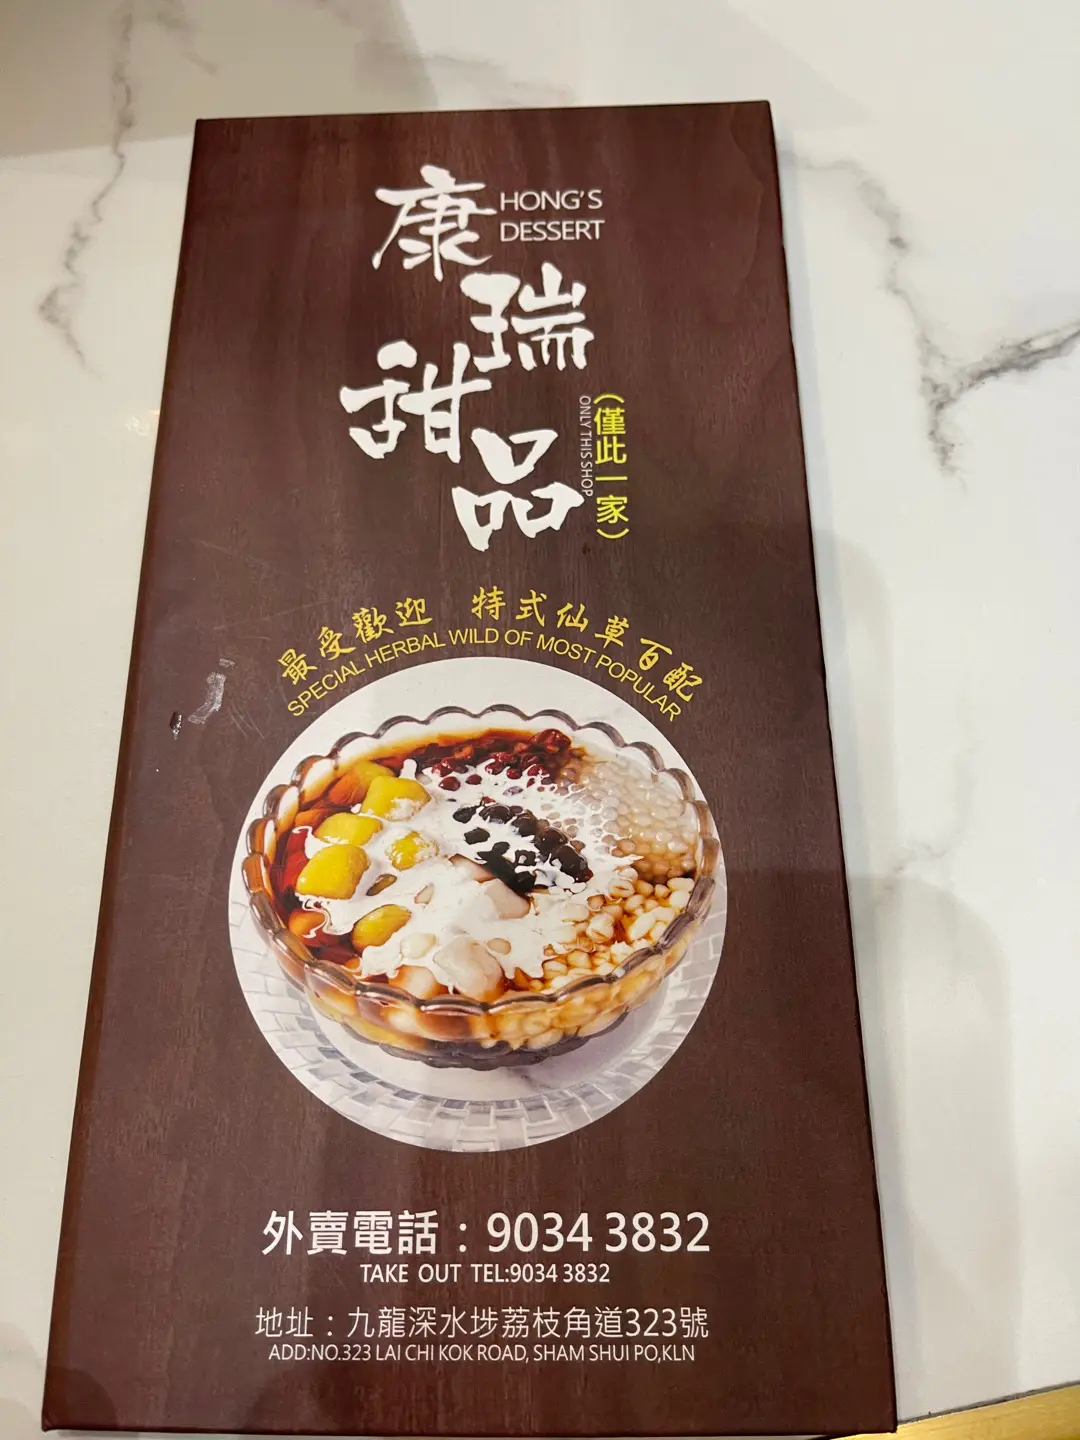 康瑞甜品
HONG'S
DESSERT
(僅此一家)
ONLY THIS SHOP
最受歡迎 特式仙草百配
SPECIAL HERBAL WILD OF MOST POPULAR
外賣電話：9034 3832
TAKE OUT TEL:9034 3832
地址：九龍深水埗荔枝角道323號
ADD:NO.323 LAI CHI KOK ROAD, SHAM SHUI PO,KLN